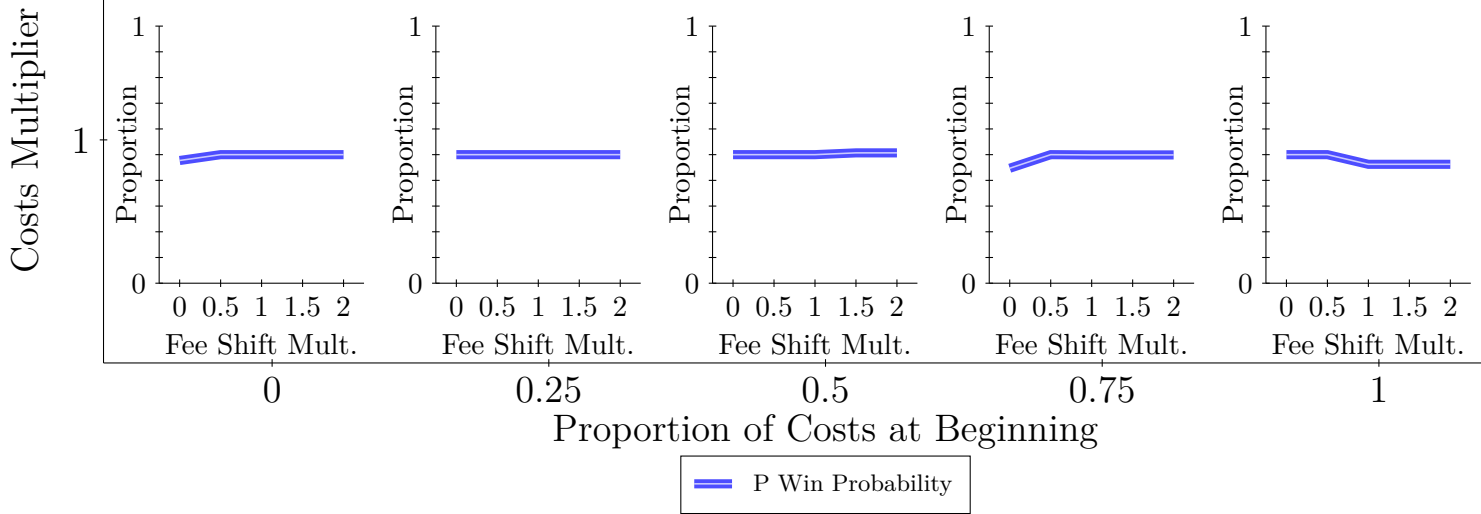 Costs Multiplier
1
1
Proportion
0
0 0.5 1 1.5 2
Fee Shift Mult.
1
Proportion
0
0 0.5 1 1.5 2
Fee Shift Mult.
1
Proportion
0
0 0.5 1 1.5 2
Fee Shift Mult.
1
Proportion
0
0 0.5 1 1.5 2
Fee Shift Mult.
1
Proportion
0
0 0.5 1 1.5 2
Fee Shift Mult.
0 0.25 0.5 0.75 1
Proportion of Costs at Beginning
P Win Probability